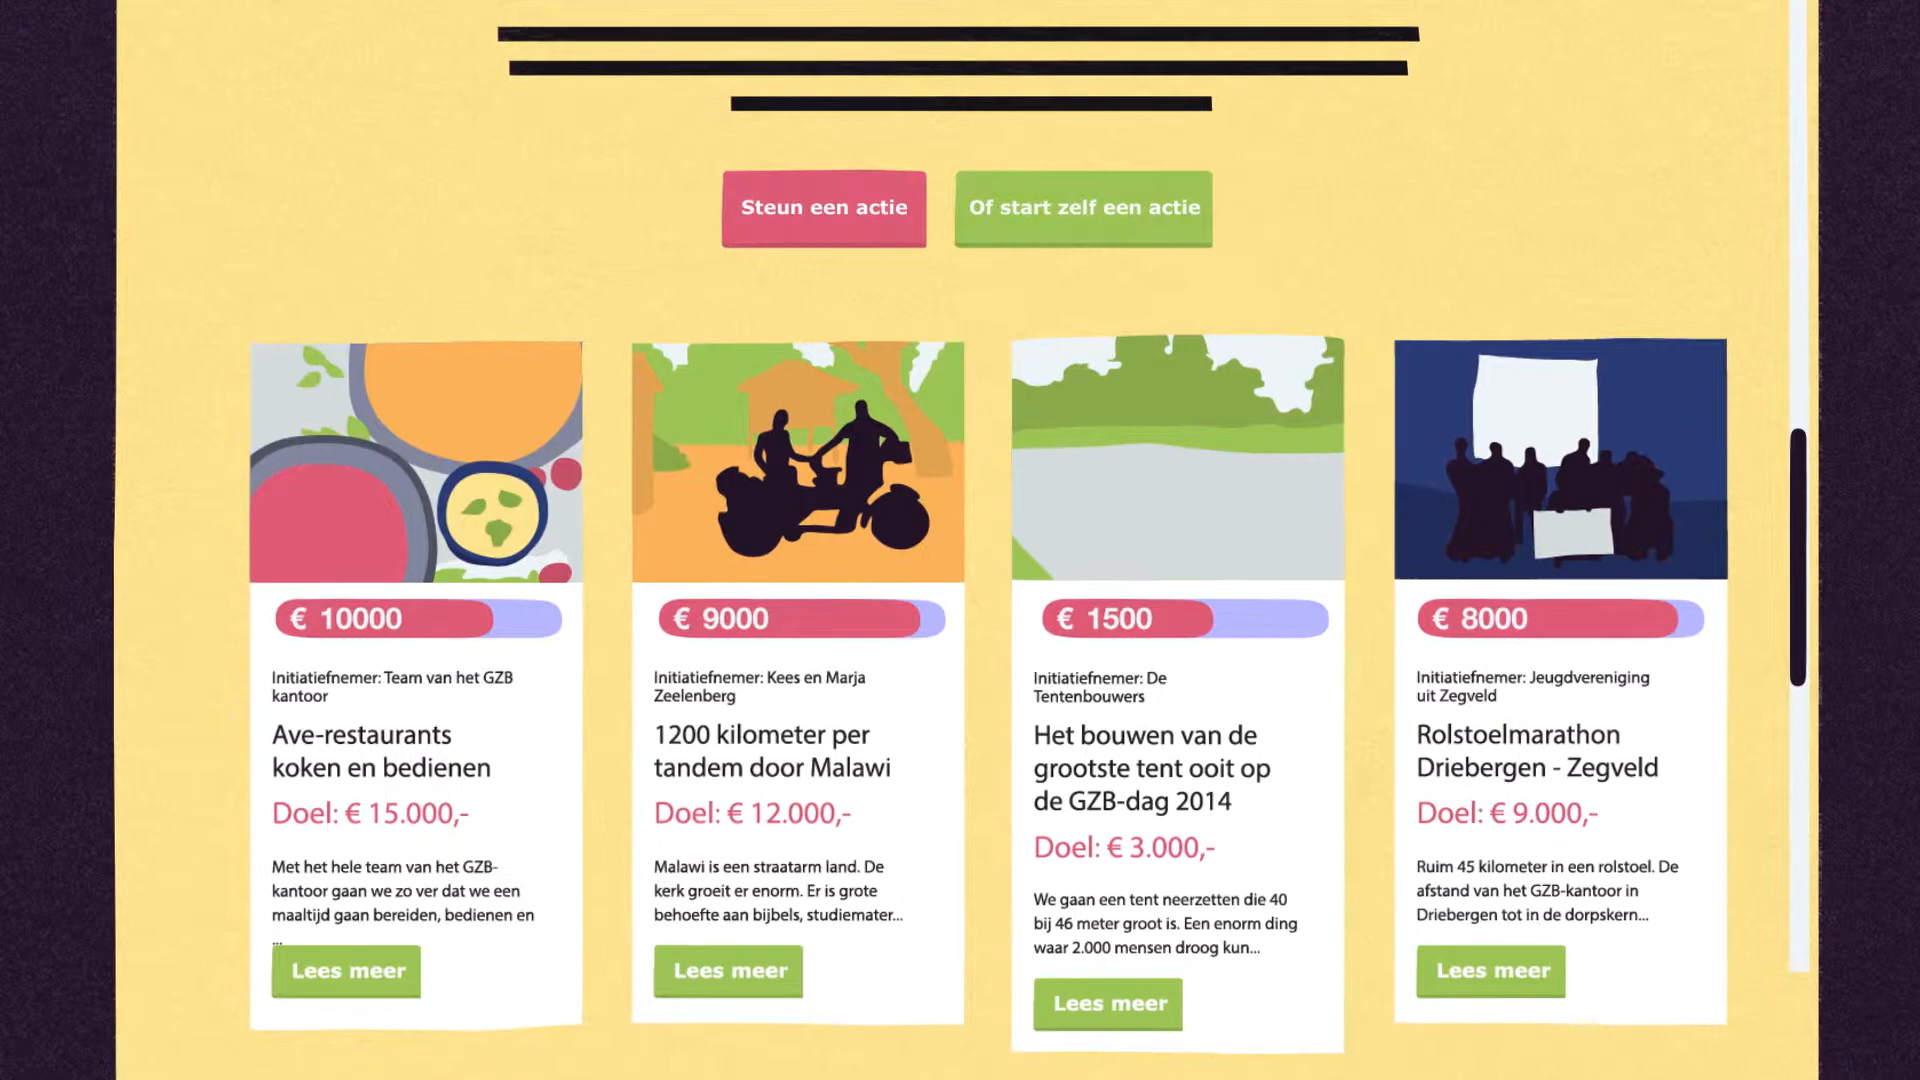 Steun een actie
Of start zelf een actie
€ 10000
Initiatiefnemer: Team van het GZB
kantoor
Ave-restaurants
koken en bedienen
Doel: € 15.000,-
Met het hele team van het GZB-
kantoor gaan we zo ver dat we een
maaltijd gaan bereiden, bedienen en
...
Lees meer
€ 9000
Initiatiefnemer: Kees en Marja
Zeelenberg
1200 kilometer per
tandem door Malawi
Doel: € 12.000,-
Malawi is een straatarm land. De
kerk groeit er enorm. Er is grote
behoefte aan bijbels, studiemater...
Lees meer
€ 1500
Initiatiefnemer: De
Tentenbouwers
Het bouwen van de
grootste tent ooit op
de GZB-dag 2014
Doel: € 3.000,-
We gaan een tent neerzetten die 40
bij 46 meter groot is. Een enorm ding
waar 2.000 mensen droog kun...
Lees meer
€ 8000
Initiatiefnemer: Jeugdvereniging
uit Zegveld
Rolstoelmarathon
Driebergen - Zegveld
Doel: € 9.000,-
Ruim 45 kilometer in een rolstoel. De
afstand van het GZB-kantoor in
Driebergen tot in de dorpskern...
Lees meer